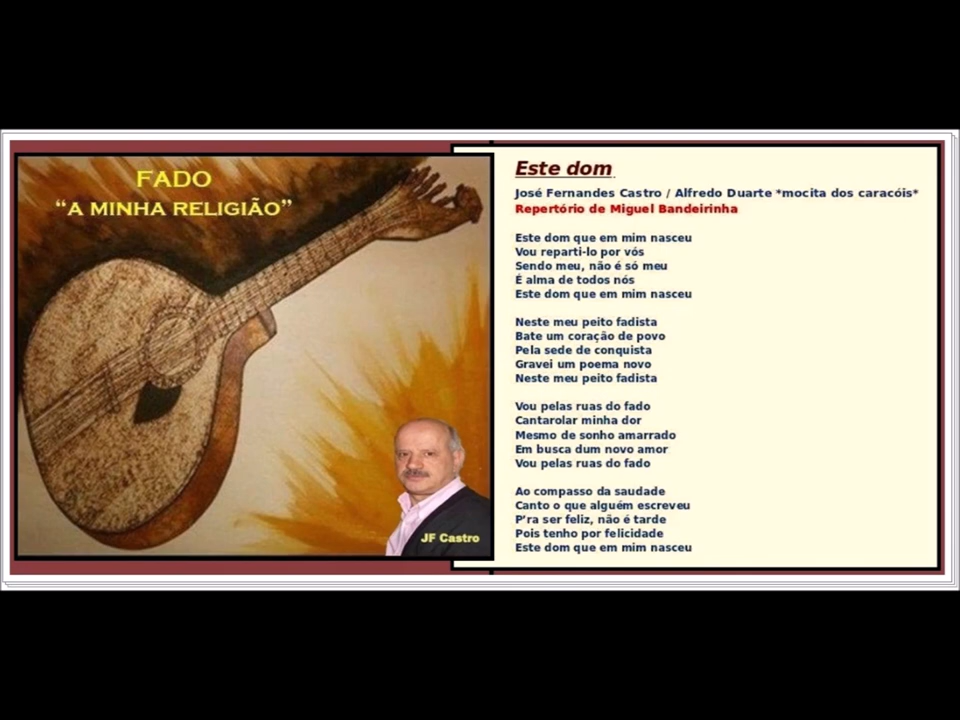 FADO
“A MINHA RELIGIÃO”
JF Castro
Este dom
José Fernandes Castro / Alfredo Duarte *mocita dos caracóis*
Repertório de Miguel Bandeirinha
Este dom que em mim nasceu
Vou reparti-lo por vós
Sendo meu, não é só meu
É alma de todos nós
Este dom que em mim nasceu
Neste meu peito fadista
Bate um coração de povo
Pela sede de conquista
Gravei um poema novo
Neste meu peito fadista
Vou pelas ruas do fado
Cantarolar minha dor
Mesmo de sonho amarrado
Em busca dum novo amor
Vou pelas ruas do fado
Ao compasso da saudade
Canto o que alguém escreveu
P’ra ser feliz, não é tarde
Pois tenho por felicidade
Este dom que em mim nasceu